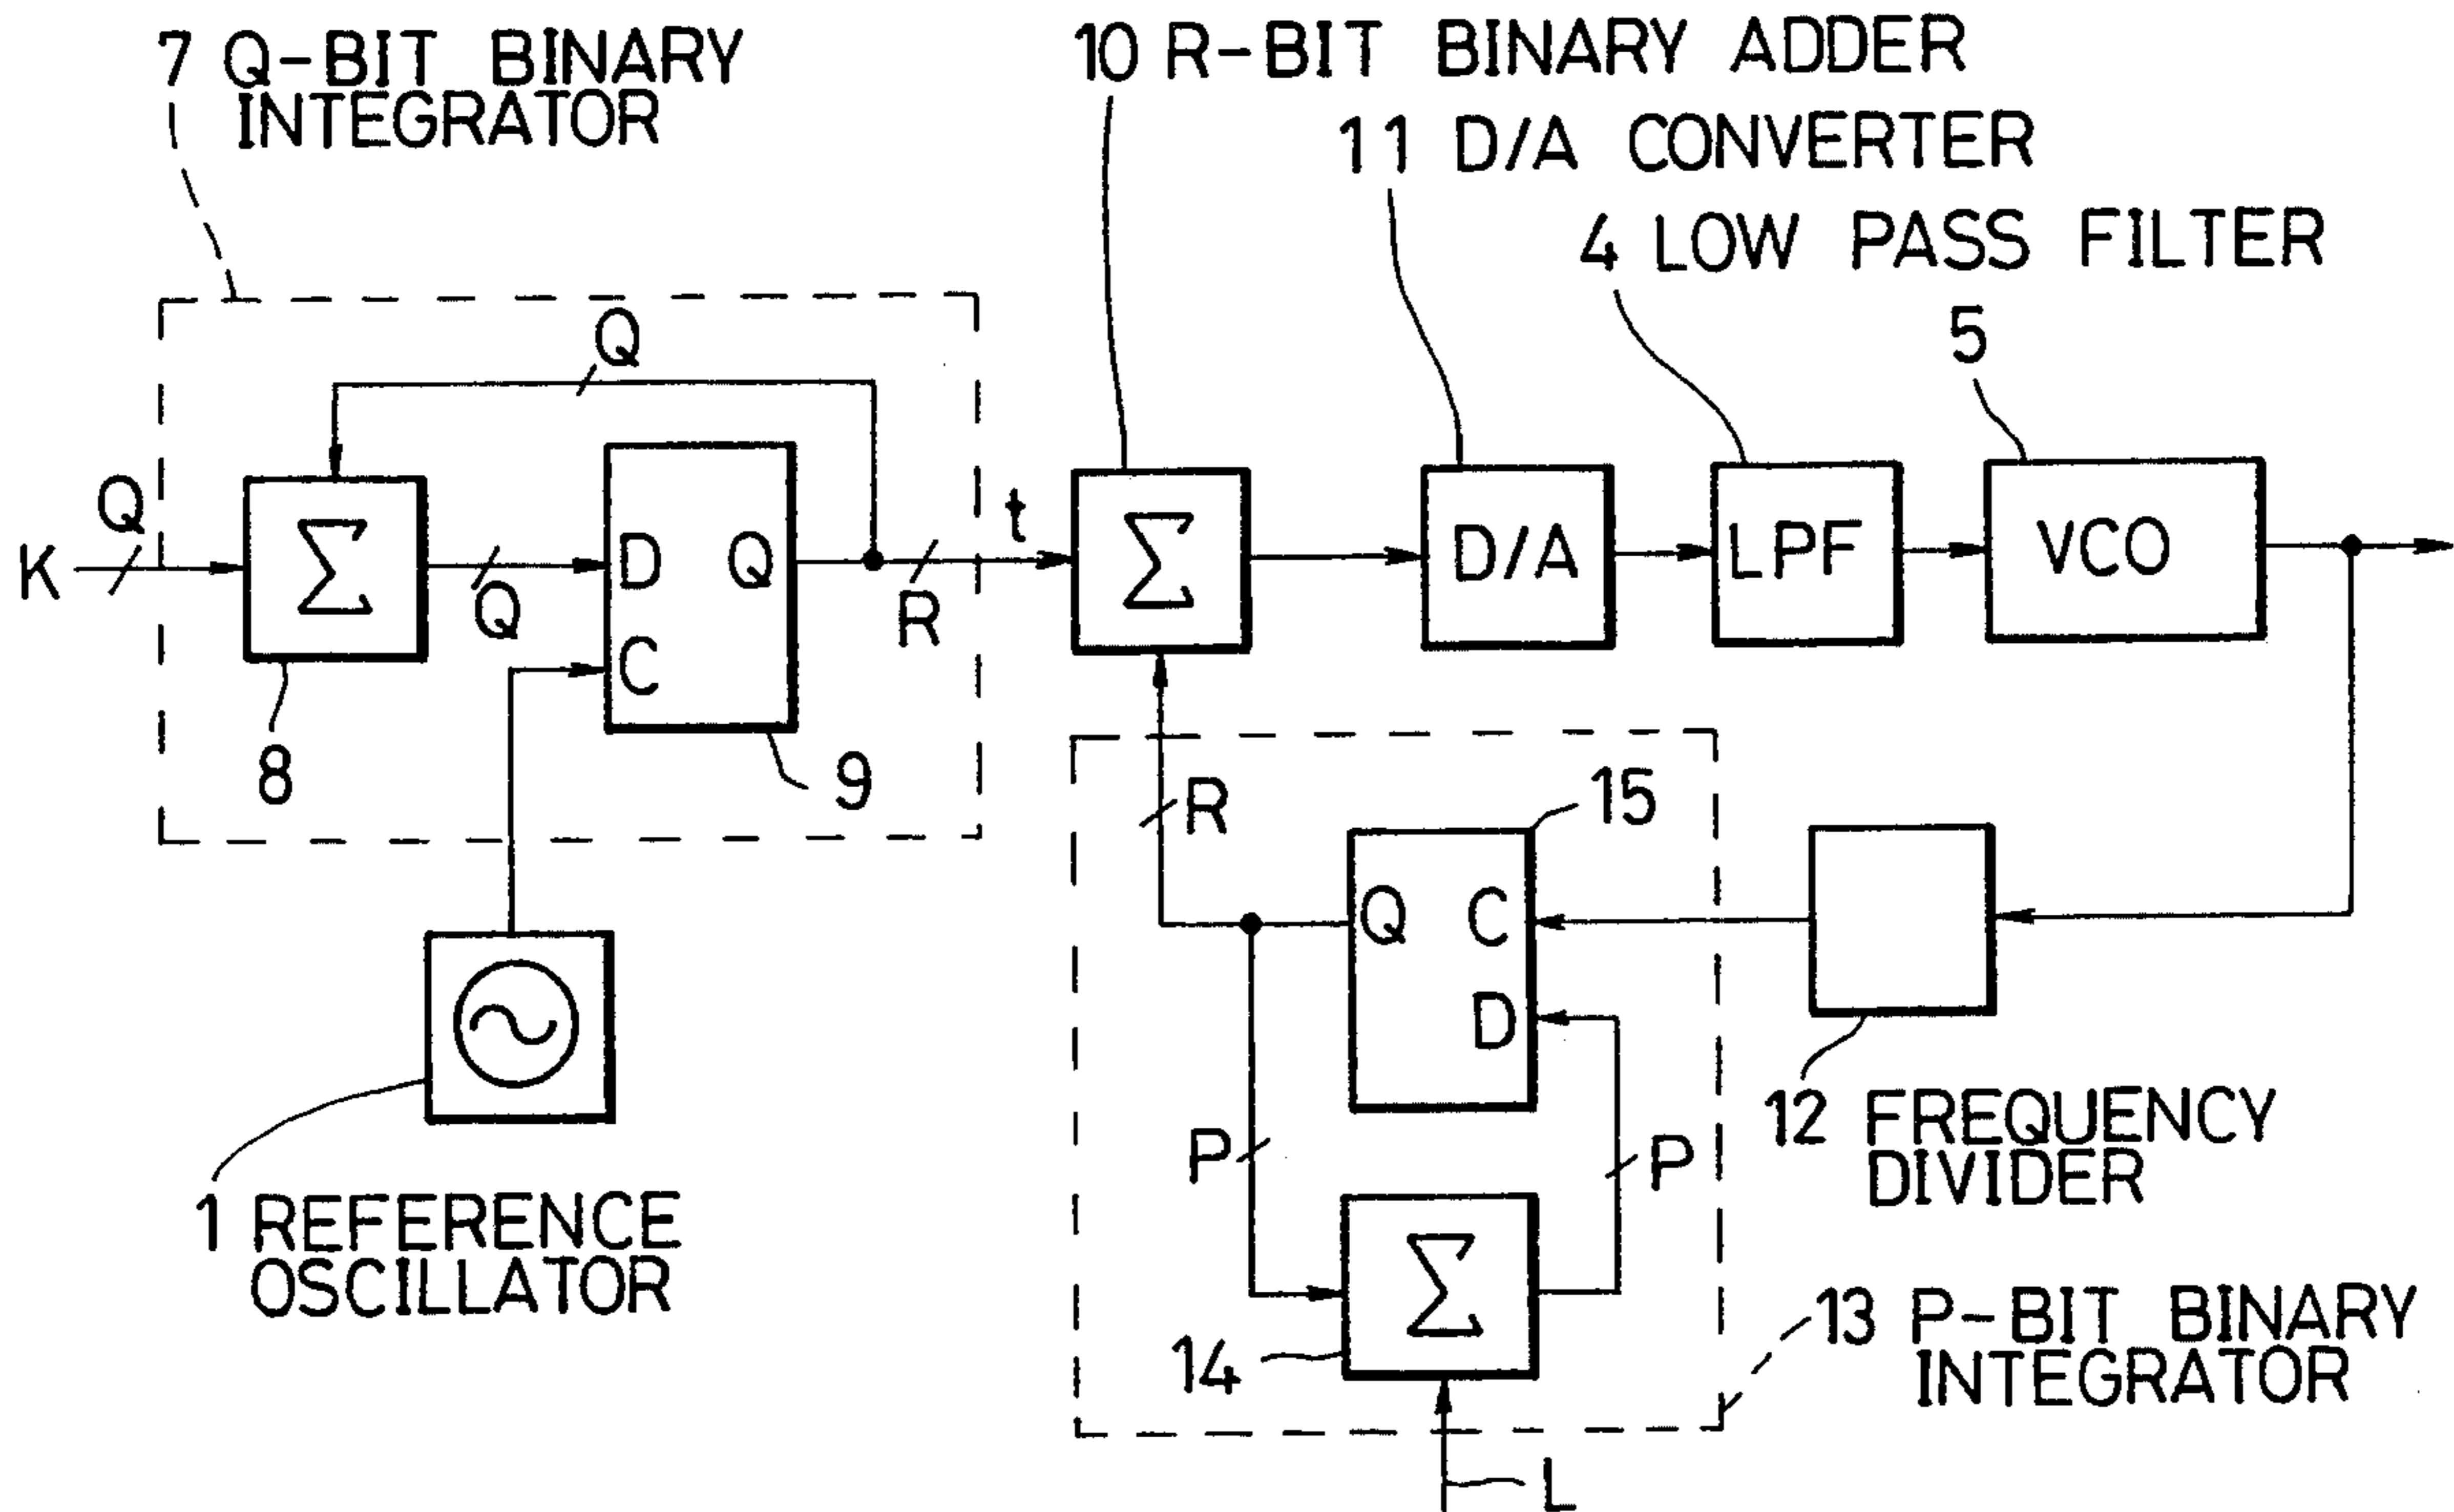 7 Q-BIT BINARY
INTEGRATOR
10 R-BIT BINARY ADDER
11 D/A CONVERTER
4 LOW PASS FILTER
5
Q
Q
K
Σ
Q
D
Q
C
R
t
Σ
D/A
LPF
VCO
8
9
R
15
Q
C
D
P
P
12 FREQUENCY
DIVIDER
1 REFERENCE
OSCILLATOR
Σ
14
13 P-BIT BINARY
INTEGRATOR
L